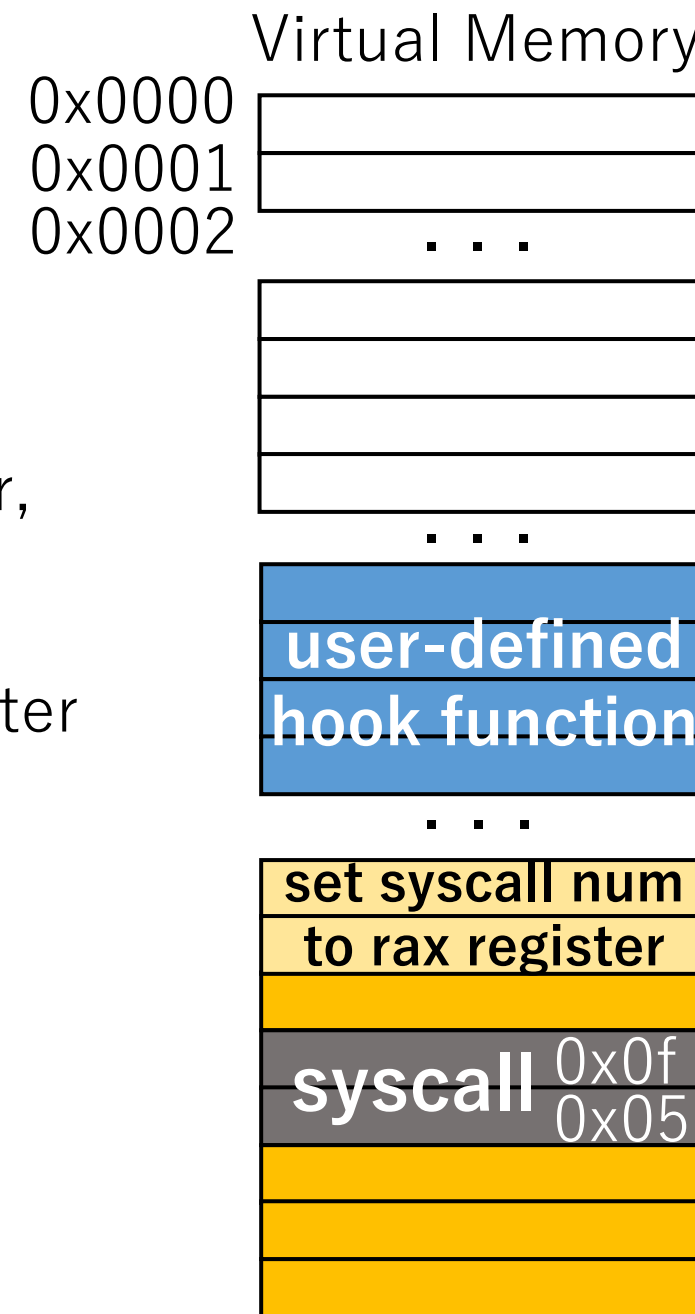 Virtual Memory
0x0000
0x0001
0x0002
. . .
r,
. . .
user-defined
ter
hook function
. . .
set syscall num
to rax register
syscall 0x0f
0x05